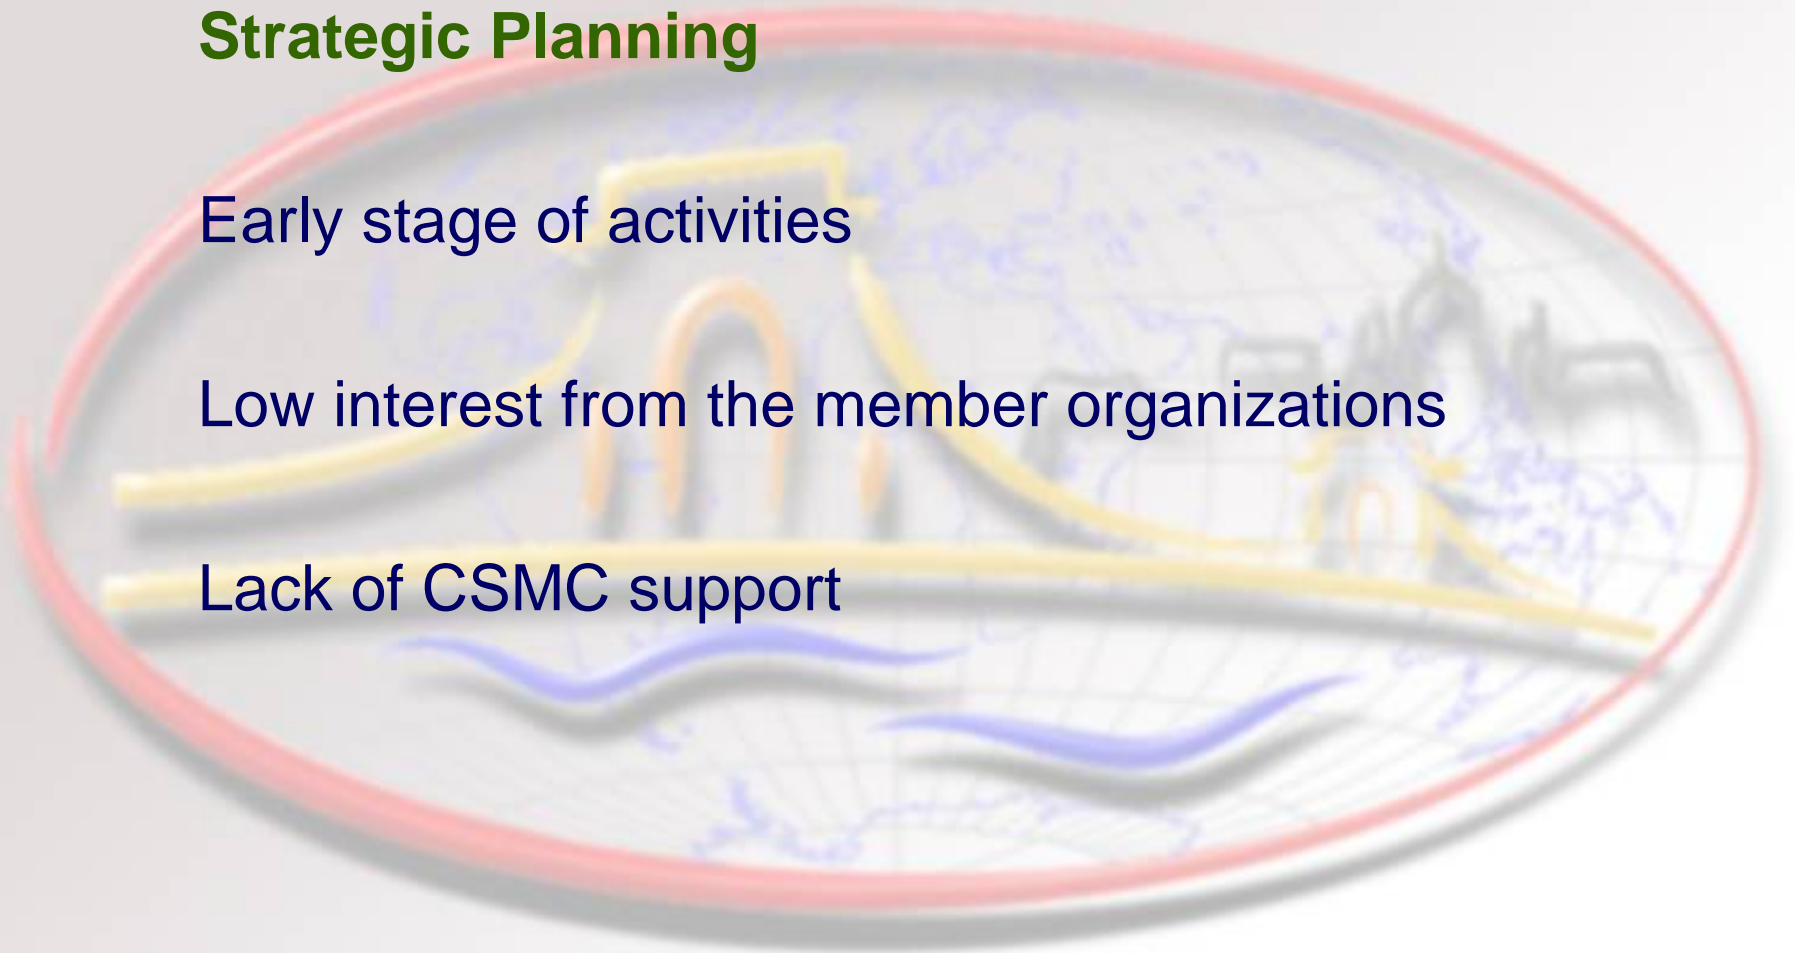 Strategic Planning
Early stage of activities
Low interest from the member organizations
Lack of CSMC support